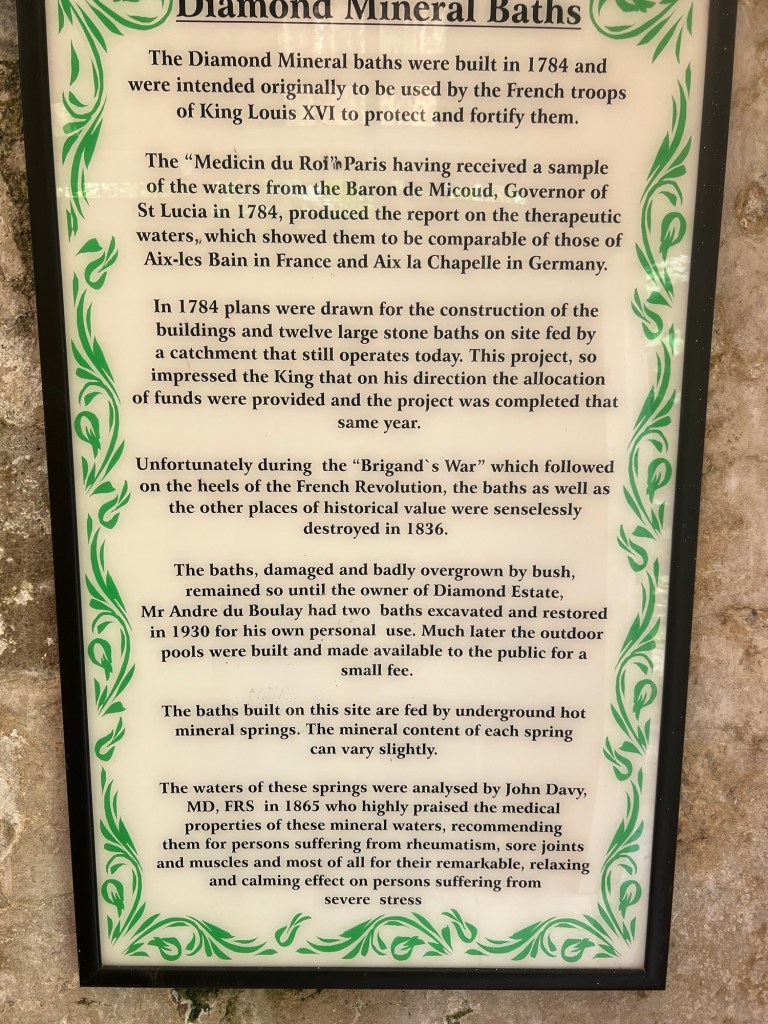 Diamond Mineral Baths
The Diamond Mineral baths were built in 1784 and
were intended originally to be used by the French troops
of King Louis XVI to protect and fortify them.
The “Medicin du Roi” Paris having received a sample
of the waters from the Baron de Micoud, Governor of
St Lucia in 1784, produced the report on the therapeutic
waters,, which showed them to be comparable of those of
Aix-les Bain in France and Aix la Chapelle in Germany.
In 1784 plans were drawn for the construction of the
buildings and twelve large stone baths on site fed by
a catchment that still operates today. This project, so
impressed the King that on his direction the allocation
of funds were provided and the project was completed that
same year.
Unfortunately during the “Brigand`s War” which followed
on the heels of the French Revolution, the baths as well as
the other places of historical value were senselessly
destroyed in 1836.
The baths, damaged and badly overgrown by bush,
remained so until the owner of Diamond Estate,
Mr Andre du Boulay had two baths excavated and restored
in 1930 for his own personal use. Much later the outdoor
pools were built and made available to the public for a
small fee.
The baths built on this site are fed by underground hot
mineral springs. The mineral content of each spring
can vary slightly.
The waters of these springs were analysed by John Davy,
MD, FRS in 1865 who highly praised the medical
properties of these mineral waters, recommending
them for persons suffering from rheumatism, sore joints
and muscles and most of all for their remarkable, relaxing
and calming effect on persons suffering from
severe stress